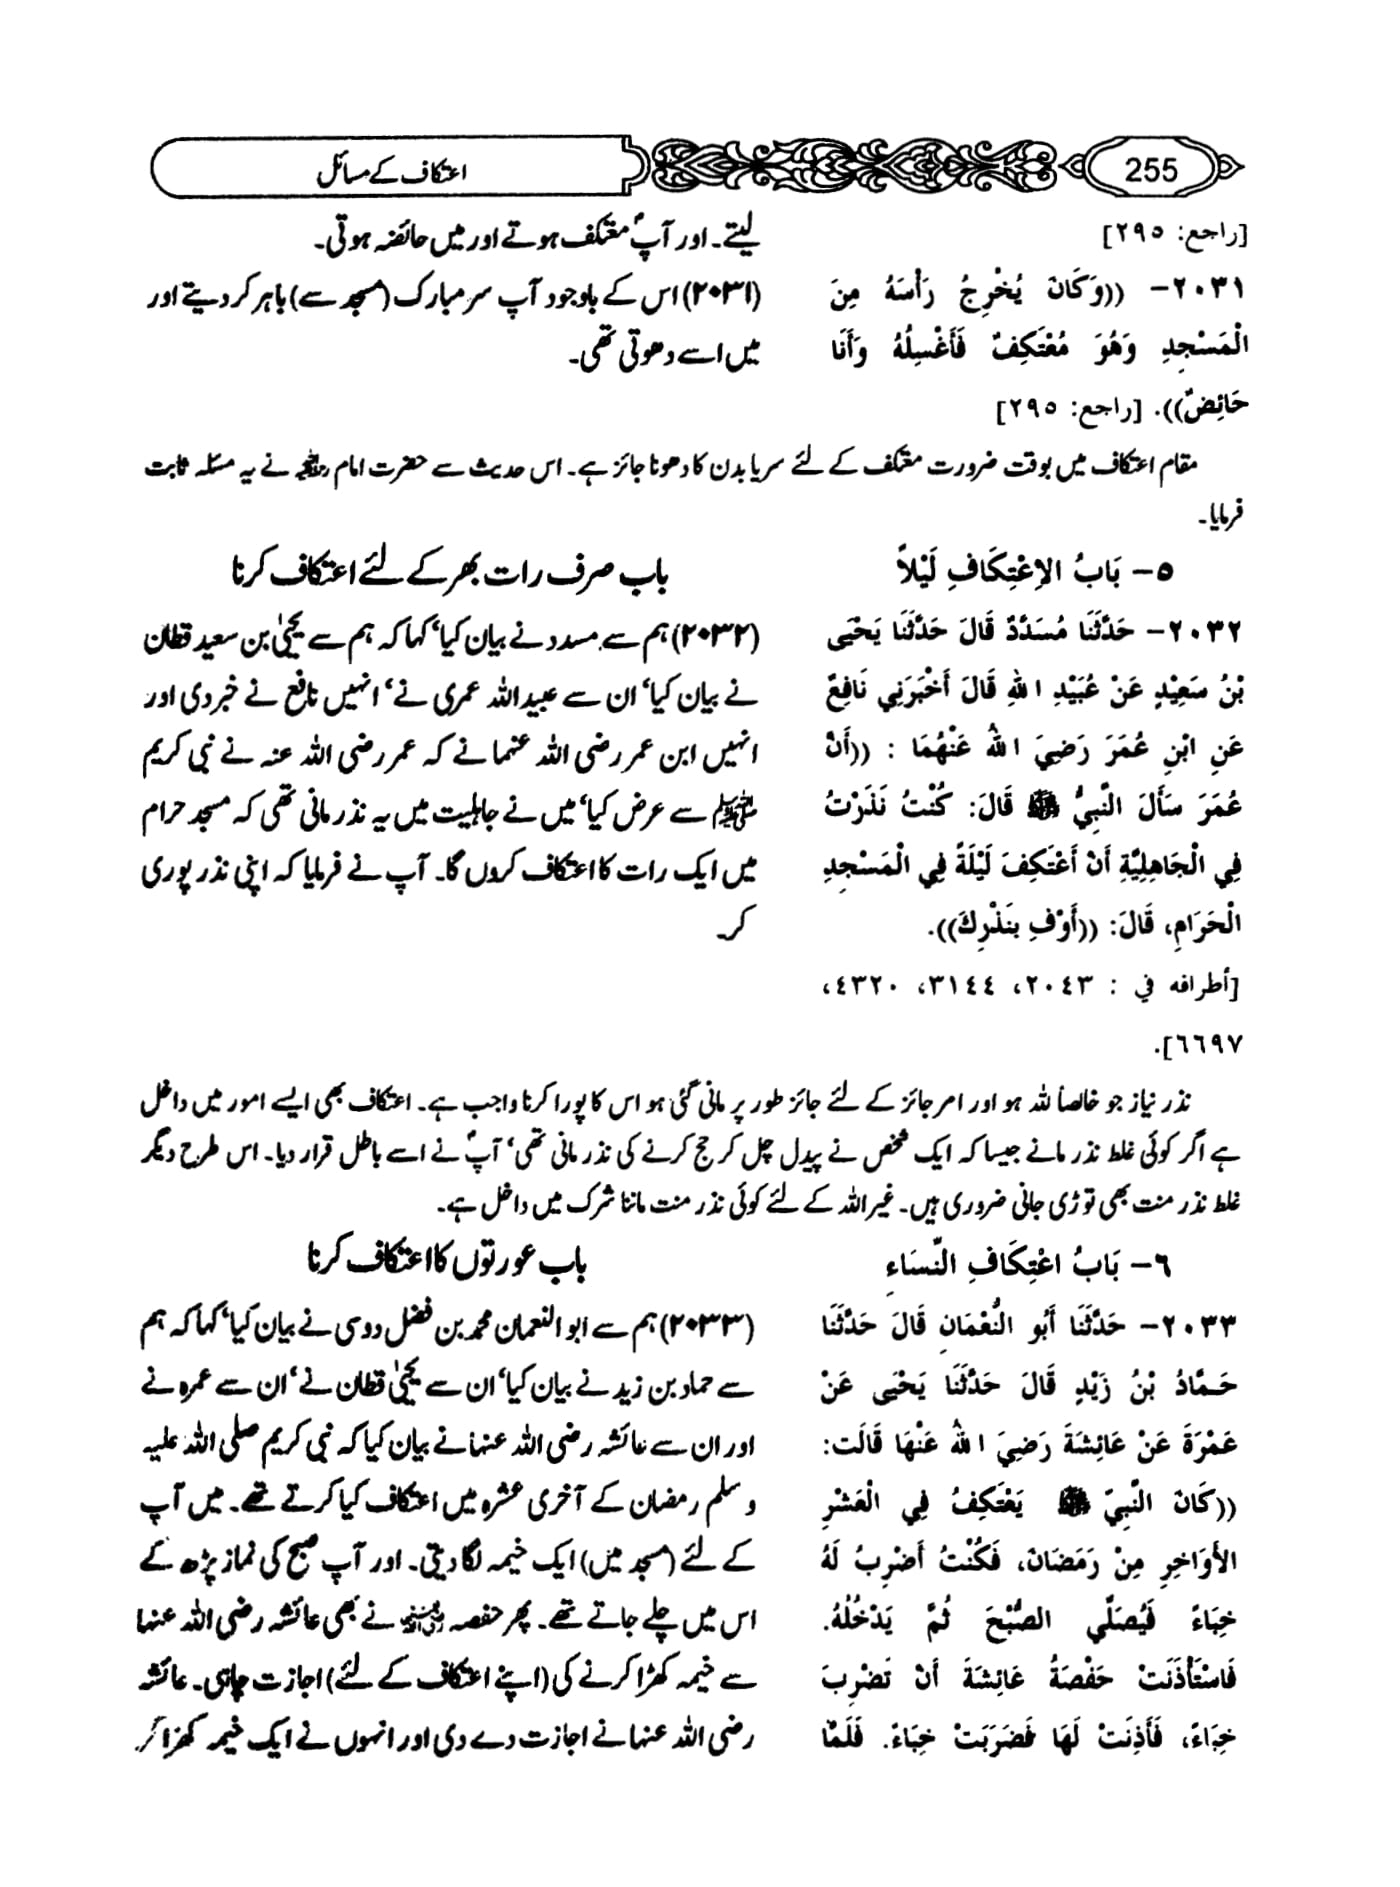 255
اعتکاف کے مسائل
[راجع: ٢٩٥]
٢٠٣١- ((وَكَانَ يُخْرِجُ رَأْسَهُ مِنَ
الْمَسْجِدِ وَهُوَ مُعْتَكِفٌ فَأَغْسِلُهُ وَأَنَا
حَائِضٌ)). [راجع: ٢٩٥]
لیتے۔ اور آپؐ معتکف ہوتے اور میں حائضہ ہوتی۔
(۲۰۳۱) اس کے باوجود آپ سر مبارک (مسجد سے) باہر کر دیتے اور
میں اسے دھوتی تھی۔
مقام اعتکاف میں بوقت ضرورت معتکف کے لئے سر یا بدن کا دھونا جائز ہے۔ اس حدیث سے حضرت امام رحمۃ اللہ علیہ نے یہ مسئلہ ثابت
فرمایا۔
٥- بَابُ الاِعْتِكَافِ لَيْلاً
باب صرف رات بھر کے لئے اعتکاف کرنا
٢٠٣٢- حَدَّثَنَا مُسَدَّدٌ قَالَ حَدَّثَنَا يَحْيَى
بْنُ سَعِيْدٍ عَنْ عُبَيْدِ اللهِ قَالَ أَخْبَرَنِي نَافِعٌ
عَنِ ابْنِ عُمَرَ رَضِيَ اللهُ عَنْهُمَا : ((أَنْ
عُمَرَ سَأَلَ النَّبِيُّ ﷺ قَالَ: كُنْتُ نَذَرْتُ
فِي الْجَاهِلِيَّةِ أَنْ أَعْتَكِفَ لَيْلَةً فِي الْمَسْجِدِ
الْحَرَامِ، قَالَ: ((أَوْفِ بِنَذْرِكَ)).
[أطرافه في : ٢٠٤٣، ٣١٤٤، ٤٣٢٠،
٦٦٩٧].
(۲۰۳۲) ہم سے مسدد نے بیان کیا‘ کہا کہ ہم سے یحییٰ بن سعید قطان
نے بیان کیا‘ ان سے عبیداللہ عمری نے‘ انہیں نافع نے خبر دی اور
انہیں ابن عمر رضی اللہ عنہما نے کہ عمر رضی اللہ عنہ نے نبی کریم
ﷺ سے عرض کیا‘ میں نے جاہلیت میں یہ نذر مانی تھی کہ مسجد حرام
میں ایک رات کا اعتکاف کروں گا۔ آپ نے فرمایا کہ اپنی نذر پوری
کر۔
نذر نیاز جو خالصاً للہ ہو اور امر جائز کے لئے جائز طور پر مانی گئی ہو اس کا پورا کرنا واجب ہے۔ اعتکاف بھی ایسے امور میں داخل
ہے اگر کوئی غلط نذر مانے جیسا کہ ایک شخص نے پیدل چل کر حج کرنے کی نذر مانی تھی‘ آپؐ نے اسے باطل قرار دیا۔ اس طرح دیگر
غلط نذر منت بھی توڑی جانی ضروری ہیں۔ غیر اللہ کے لئے کوئی نذر منت ماننا شرک میں داخل ہے۔
٦- بَابُ اعْتِكَافِ النِّسَاءِ
باب عورتوں کا اعتکاف کرنا
٢٠٣٣- حَدَّثَنَا أَبُو النُّعْمَانِ قَالَ حَدَّثَنَا
حَمَّادُ بْنُ زَيْدٍ قَالَ حَدَّثَنَا يَحْيَى عَنْ
عَمْرَةَ عَنْ عَائِشَةَ رَضِيَ اللهُ عَنْهَا قَالَت:
((كَانَ النَّبِيّ ﷺ يَعْتَكِفُ فِي الْعَشْرِ
الأَوَاخِرِ مِنْ رَمَضَانَ، فَكُنْتُ أَضْرِبُ لَهُ
خِبَاءً فَيُصَلِّي الصُّبْحَ ثُمَّ يَدْخُلُهُ.
فَاسْتَأْذَنَتْ حَفْصَةُ عَائِشَةَ أَنْ تَضْرِبَ
خِبَاءً، فَأَذِنَتْ لَهَا فَضَرَبَتْ خِبَاءً. فَلَمَّا
(۲۰۳۳) ہم سے ابوالنعمان محمد بن فضل دوسی نے بیان کیا‘ کہا کہ ہم
سے حماد بن زید نے بیان کیا‘ ان سے یحییٰ قطان نے‘ ان سے عمرہ نے
اور ان سے عائشہ رضی اللہ عنہا نے بیان کیا کہ نبی کریم صلی اللہ علیہ
و سلم رمضان کے آخری عشرہ میں اعتکاف کیا کرتے تھے۔ میں آپ
کے لئے (مسجد میں) ایک خیمہ لگا دیتی۔ اور آپ صبح کی نماز پڑھ کے
اس میں چلے جاتے تھے۔ پھر حفصہ رضی اللہ عنہا نے بھی عائشہ رضی اللہ عنہا
سے خیمہ کھڑا کرنے کی (اپنے اعتکاف کے لئے) اجازت چاہی۔ عائشہ
رضی اللہ عنہا نے اجازت دے دی اور انہوں نے ایک خیمہ کھڑا کر